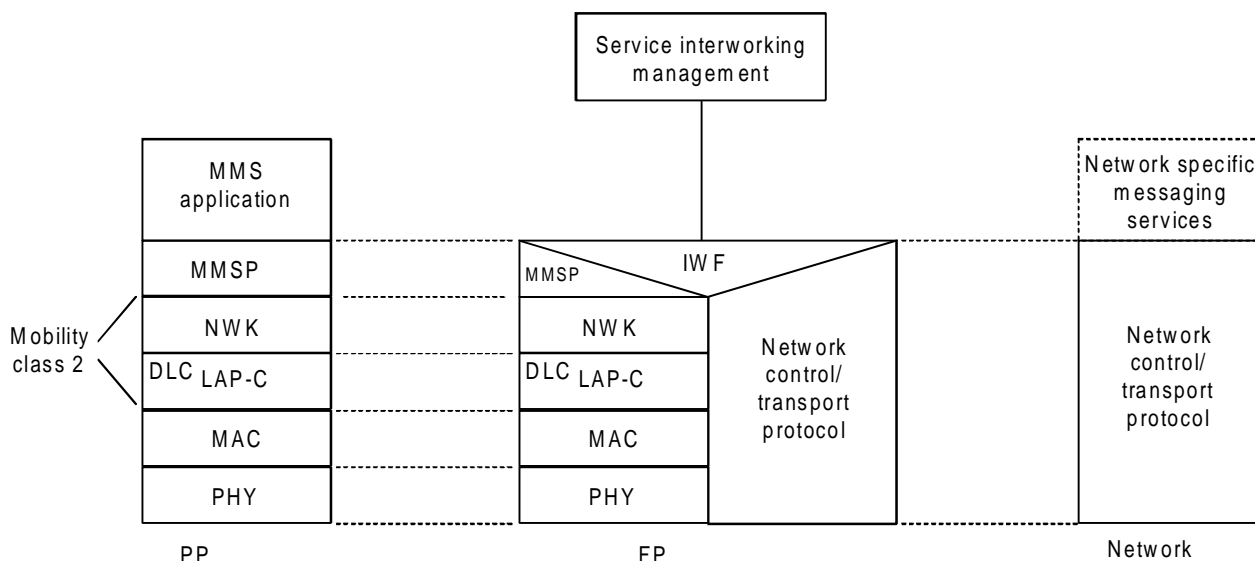 Service interworking
management
MMS
application
Network specific
messaging
services
MMSP
MMSP
IWF
Mobility
class 2
NWK
NWK
Network
control/
transport
protocol
Network
control/
transport
protocol
DLC LAP-C
DLC LAP-C
MAC
MAC
PHY
PHY
PP
FP
Network